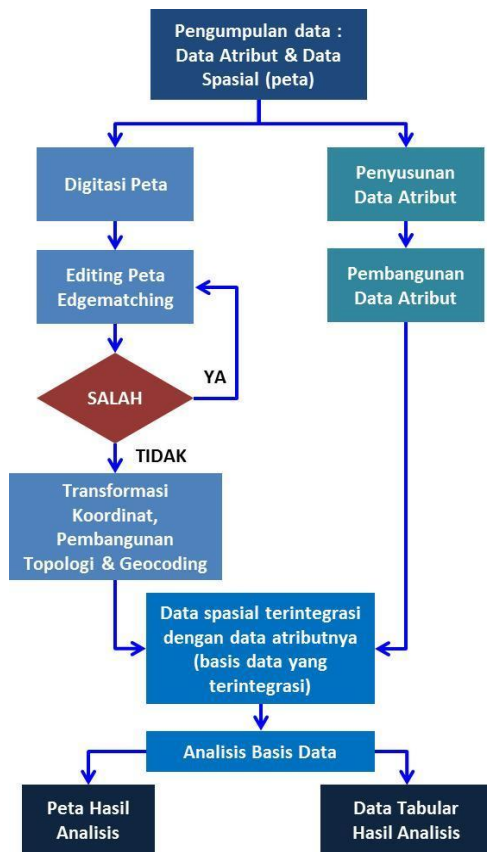 Pengumpulan data :
Data Atribut & Data
Spasial (peta)
Digitasi Peta
Penyusunan
Data Atribut
Editing Peta
Edgematching
Pembangunan
Data Atribut
YA
SALAH
TIDAK
Transformasi
Koordinat,
Pembangunan
Topologi & Geocoding
Data spasial terintegrasi
dengan data atributnya
(basis data yang
terintegrasi)
Analisis Basis Data
Peta Hasil
Analisis
Data Tabular
Hasil Analisis